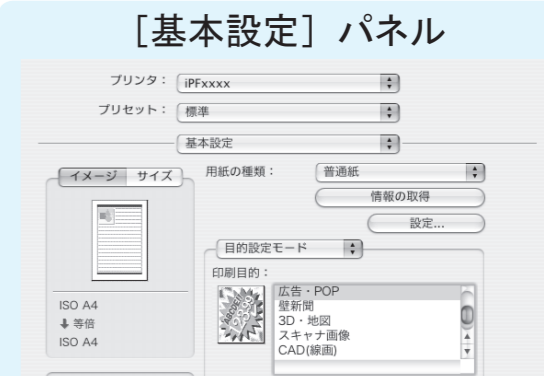 ［基本設定］パネル
プリンタ： iPFxxxx
プリセット： 標準
基本設定
イメージ サイズ
用紙の種類： 普通紙
情報の取得
設定...
目的設定モード
印刷目的：
広告・POP
壁新聞
3D・地図
スキャナ画像
CAD(線画)
ISO A4
等倍
ISO A4